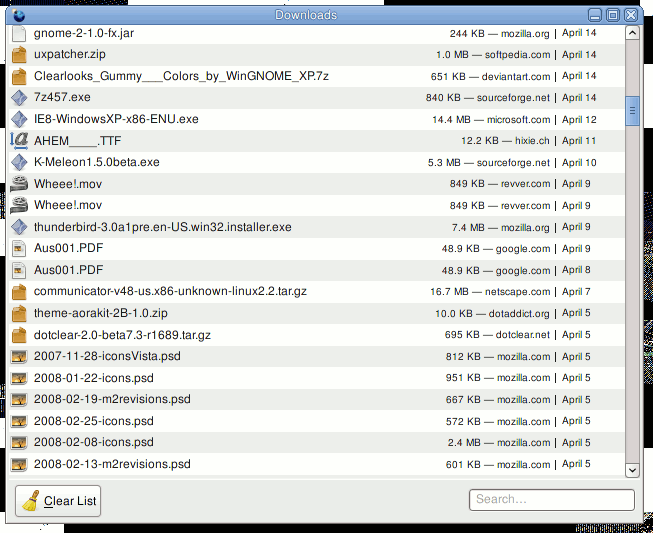 Downloads
gnome-2-1.0-fx.jar 244 KB — mozilla.org | April 14
uxpatcher.zip 1.0 MB — softpedia.com | April 14
Clearlooks_Gummy___Colors_by_WinGNOME_XP.7z 651 KB — deviantart.com | April 14
7z457.exe 840 KB — sourceforge.net | April 14
IE8-WindowsXP-x86-ENU.exe 14.4 MB — microsoft.com | April 12
AHEM____.TTF 12.2 KB — hixie.ch | April 11
K-Meleon1.5.0beta.exe 5.3 MB — sourceforge.net | April 10
Wheee!.mov 849 KB — revver.com | April 9
Wheee!.mov 849 KB — revver.com | April 9
thunderbird-3.0a1pre.en-US.win32.installer.exe 7.4 MB — mozilla.org | April 9
Aus001.PDF 48.9 KB — google.com | April 9
Aus001.PDF 48.9 KB — google.com | April 8
communicator-v48-us.x86-unknown-linux2.2.tar.gz 16.7 MB — netscape.com | April 7
theme-aorakit-2B-1.0.zip 10.0 KB — dotaddict.org | April 5
dotclear-2.0-beta7.3-r1689.tar.gz 695 KB — dotclear.net | April 5
2007-11-28-iconsVista.psd 812 KB — mozilla.com | April 5
2008-01-22-icons.psd 951 KB — mozilla.com | April 5
2008-02-19-m2revisions.psd 667 KB — mozilla.com | April 5
2008-02-25-icons.psd 572 KB — mozilla.com | April 5
2008-02-08-icons.psd 2.4 MB — mozilla.com | April 5
2008-02-13-m2revisions.psd 601 KB — mozilla.com | April 5
Clear List
Search...